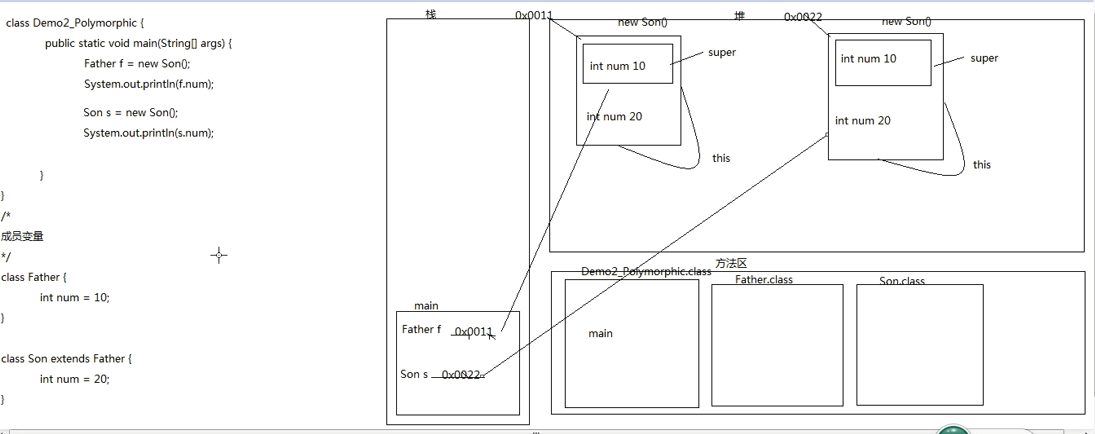 class Demo2_Polymorphic {
public static void main(String[] args) {
Father f = new Son();
System.out.println(f.num);
Son s = new Son();
System.out.println(s.num);
}
}
/*
成员变量
*/
class Father {
int num = 10;
}
class Son extends Father {
int num = 20;
}
栈
main
Father f 0x0011
Son s 0x0022
堆
0x0011
new Son()
int num 10
super
int num 20
this
0x0022
new Son()
int num 10
super
int num 20
this
方法区
Demo2_Polymorphic.class
main
Father.class
Son.class